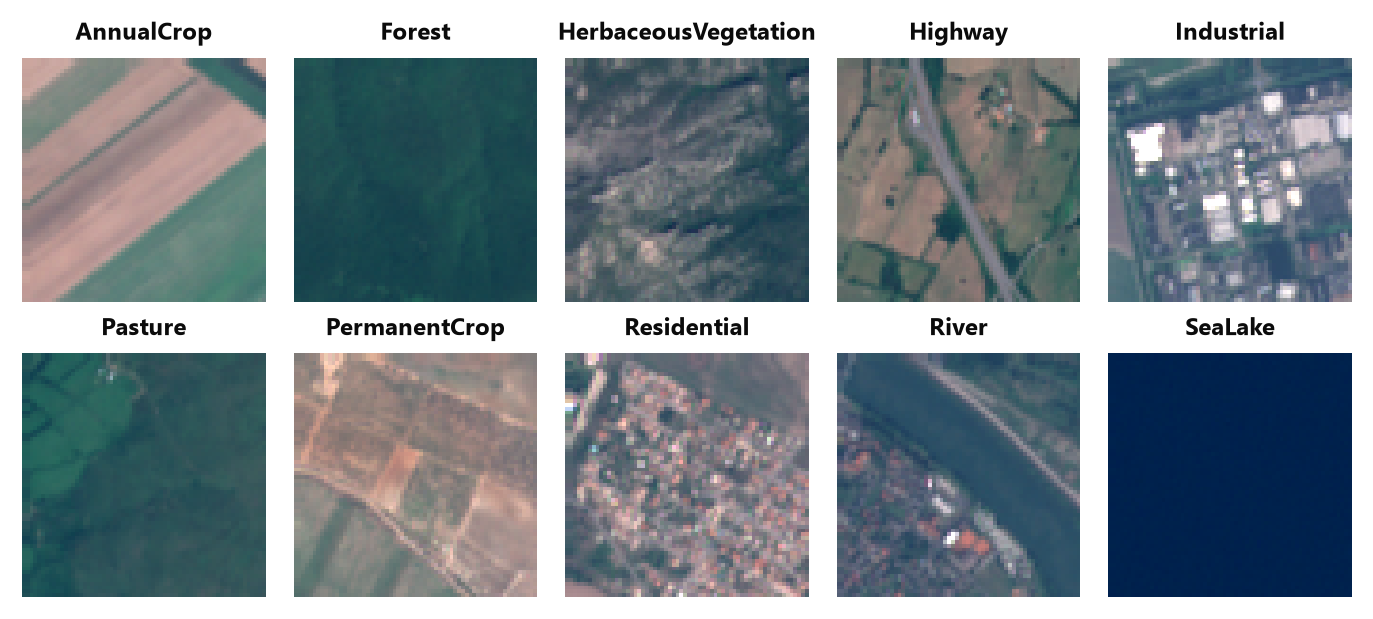 AnnualCrop
Forest
HerbaceousVegetation
Highway
Industrial
Pasture
PermanentCrop
Residential
River
SeaLake